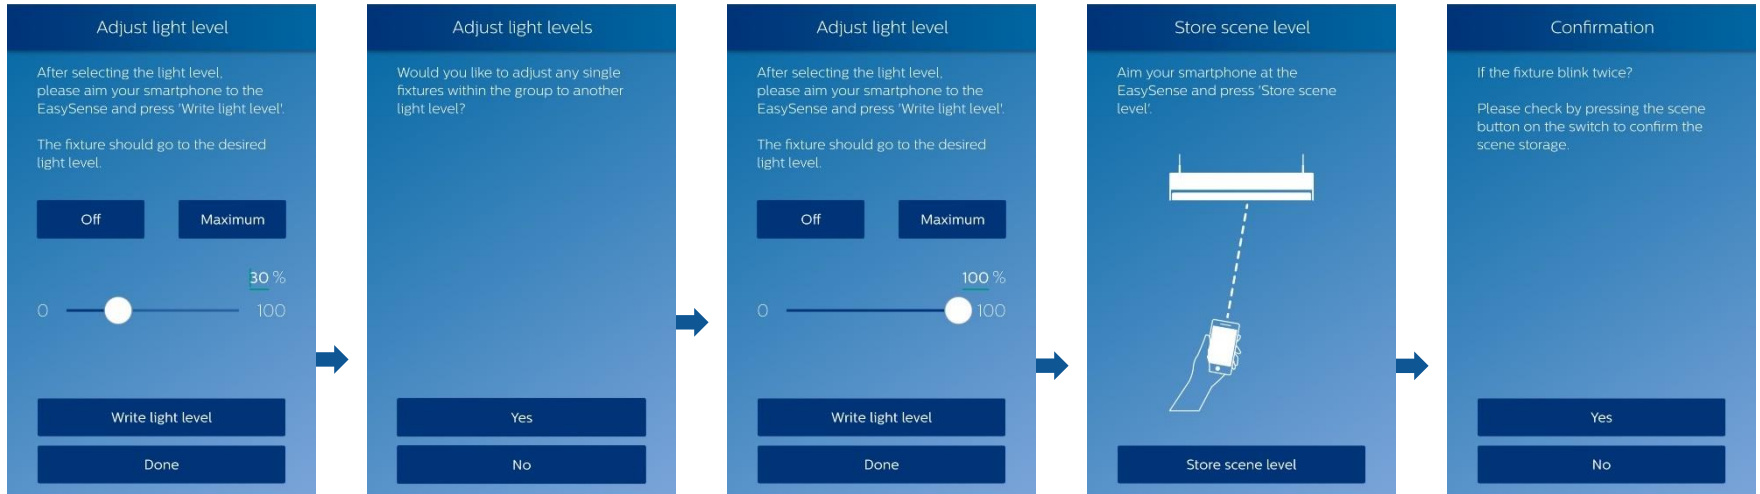 Adjust light level
After selecting the light level,
please aim your smartphone to the
EasySense and press 'Write light level'.
The fixture should go to the desired
light level.
Off
Maximum
30 %
0
100
Write light level
Done
Adjust light levels
Would you like to adjust any single
fixtures within the group to another
light level?
Yes
No
Adjust light level
After selecting the light level,
please aim your smartphone to the
EasySense and press 'Write light level'.
The fixture should go to the desired
light level.
Off
Maximum
100 %
0
100
Write light level
Done
Store scene level
Aim your smartphone at the
EasySense and press 'Store scene
level'.
Store scene level
Confirmation
If the fixture blink twice?
Please check by pressing the scene
button on the switch to confirm the
scene storage.
Yes
No